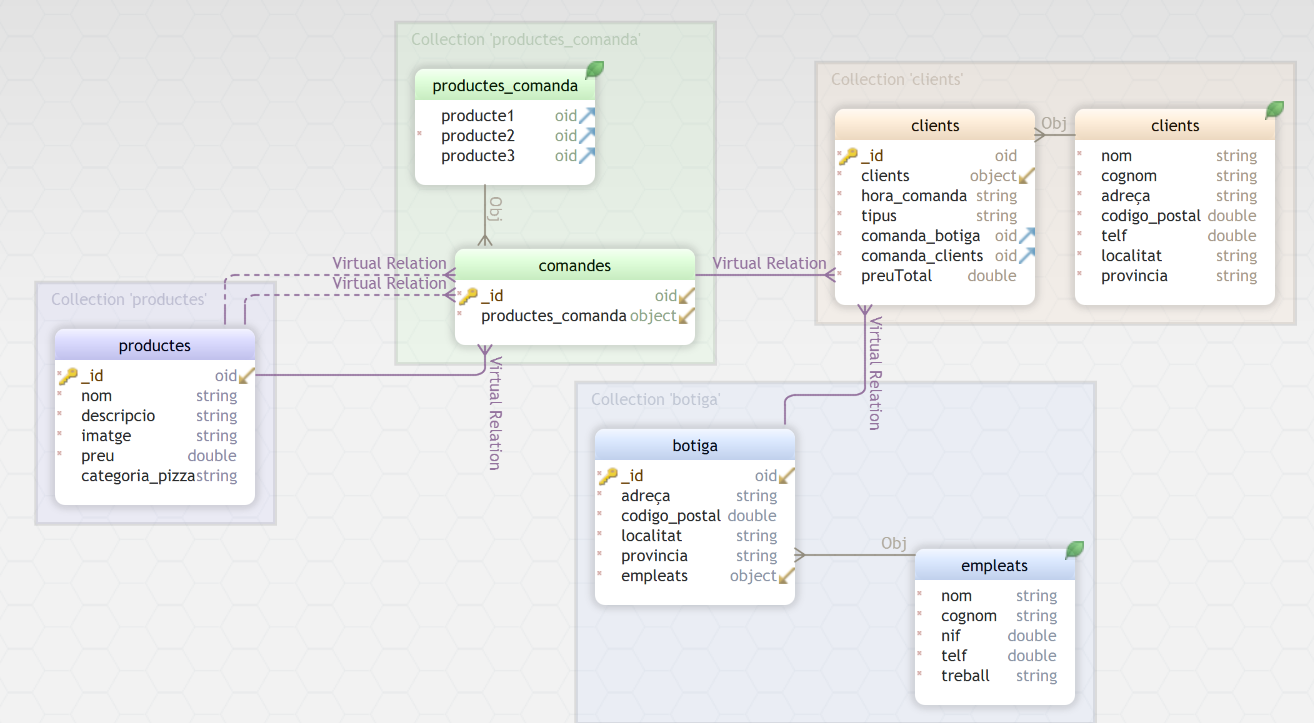 Collection 'productes_comanda'
productes_comanda
producte1 oid
producte2 oid
producte3 oid
Obj
comandes
_id oid
productes_comanda object
Virtual Relation
Virtual Relation
Virtual Relation
Virtual Relation
Collection 'productes'
productes
_id oid
nom string
descripcio string
imatge string
preu double
categoria_pizza string
Collection 'clients'
clients
_id oid
clients object
hora_comanda string
tipus string
comanda_botiga oid
comanda_clients oid
preuTotal double
Obj
clients
nom string
cognom string
adreça string
codigo_postal double
telf double
localitat string
provincia string
Virtual Relation
Collection 'botiga'
botiga
_id oid
adreça string
codigo_postal double
localitat string
provincia string
empleats object
Obj
empleats
nom string
cognom string
nif double
telf double
treball string